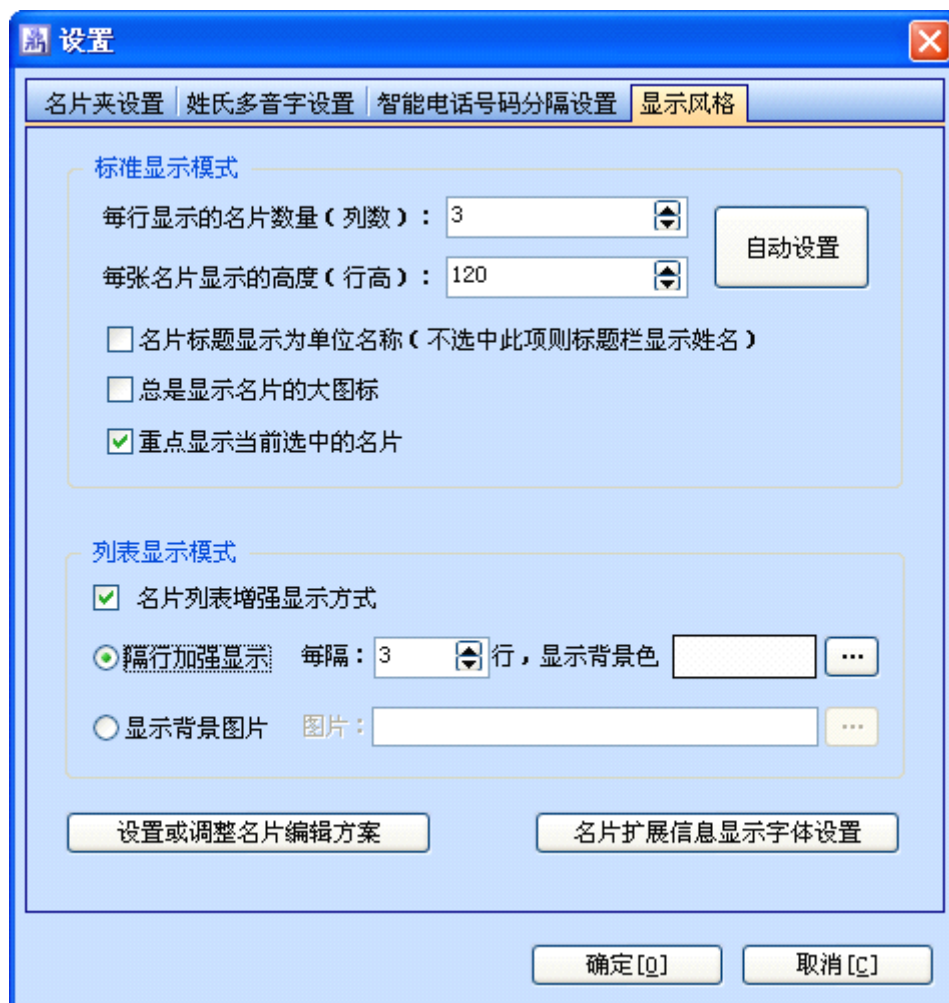 设置
名片夹设置 姓氏多音字设置 智能电话号码分隔设置 显示风格
标准显示模式
每行显示的名片数量(列数): 3
自动设置
每张名片显示的高度(行高): 120
名片标题显示为单位名称(不选中此项则标题栏显示姓名)
总是显示名片的大图标
重点显示当前选中的名片
列表显示模式
名片列表增强显示方式
隔行加强显示 每隔: 3 行,显示背景色 ...
显示背景图片 图片: ...
设置或调整名片编辑方案 名片扩展信息显示字体设置
确定[O] 取消[C]